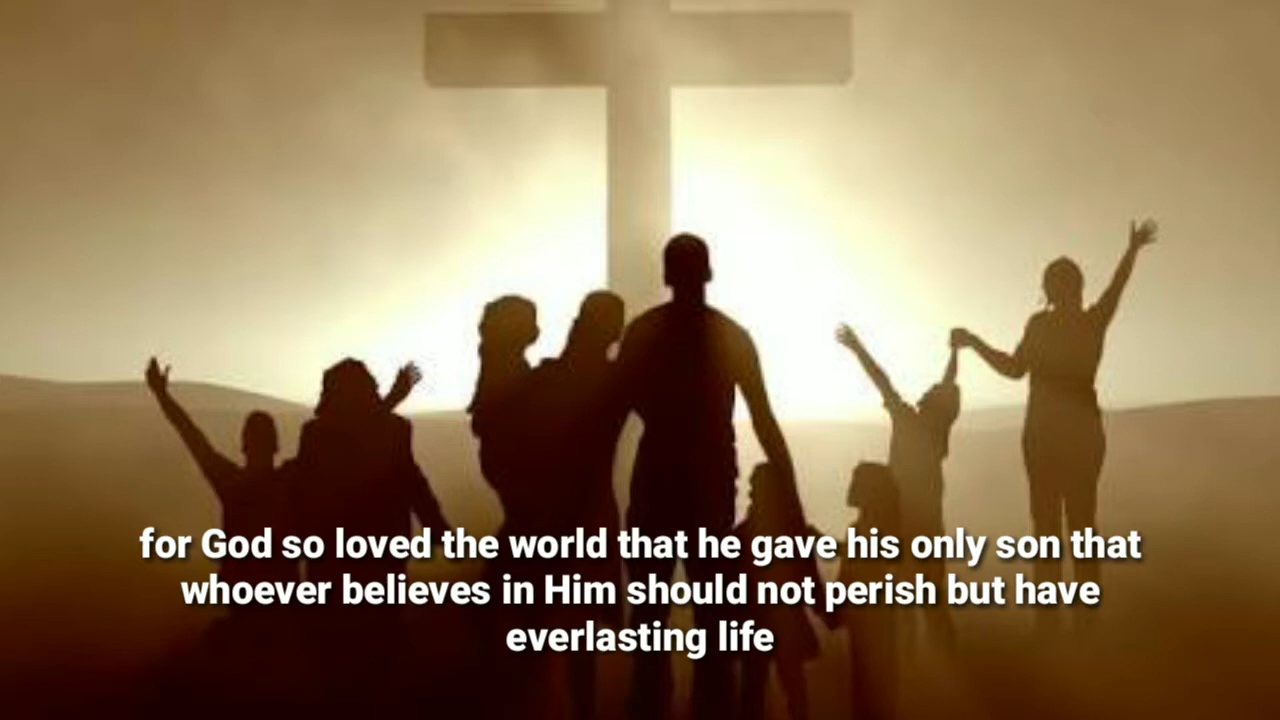 for God so loved the world that he gave his only son that
whoever believes in Him should not perish but have
everlasting life